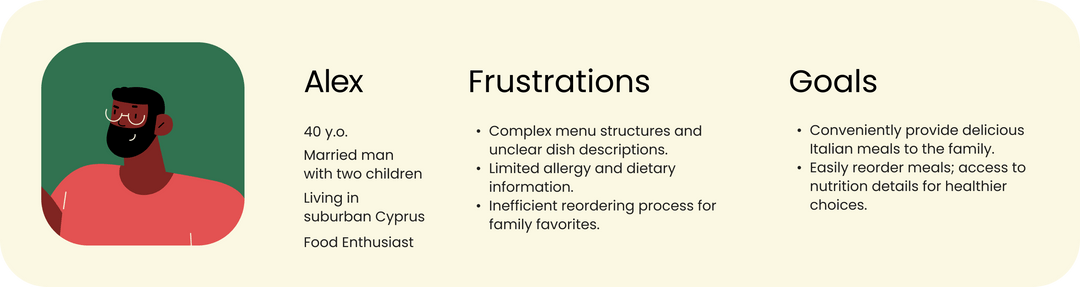 Alex
40 y.o.
Married man
with two children
Living in
suburban Cyprus
Food Enthusiast
Frustrations
• Complex menu structures and
unclear dish descriptions.
• Limited allergy and dietary
information.
• Inefficient reordering process for
family favorites.
Goals
• Conveniently provide delicious
Italian meals to the family.
• Easily reorder meals; access to
nutrition details for healthier
choices.